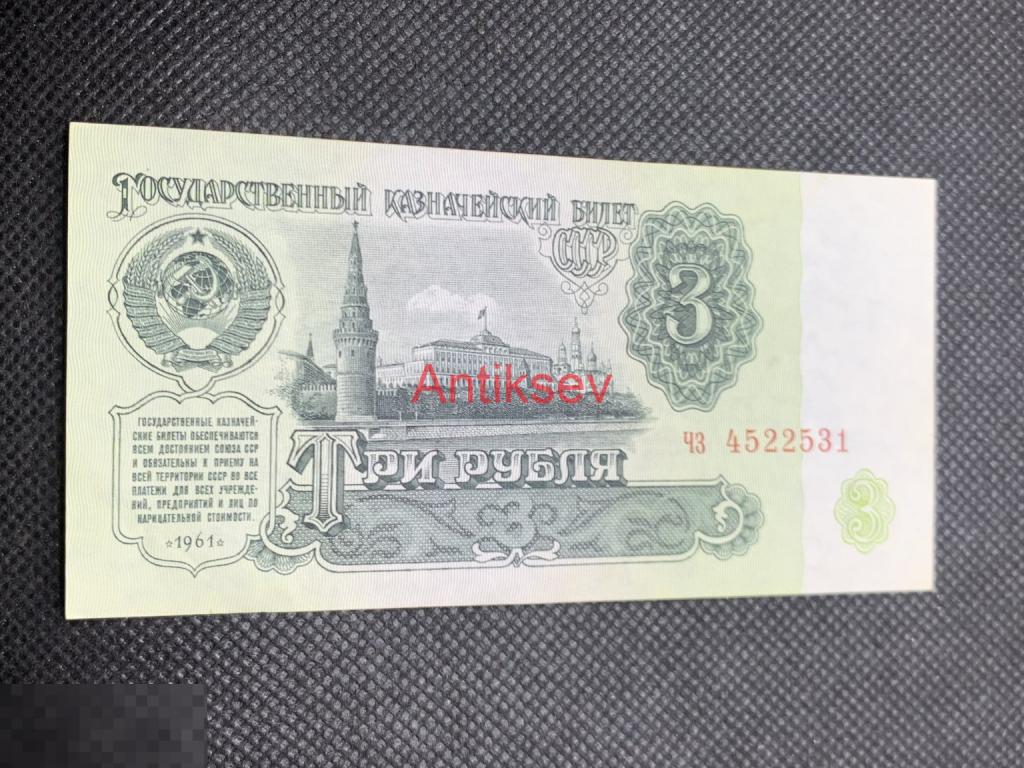 ГОСУДАРСТВЕННЫЙ КАЗНАЧЕЙСКИЙ БИЛЕТ
СССР
3
Antiksev
ЧЗ 4522531
ТРИ РУБЛЯ
3
3
ГОСУДАРСТВЕННЫЕ КАЗНАЧЕЙ-
СКИЕ БИЛЕТЫ ОБЕСПЕЧИВАЮТСЯ
ВСЕМ ДОСТОЯНИЕМ СОЮЗА ССР
И ОБЯЗАТЕЛЬНЫ К ПРИЕМУ НА
ВСЕЙ ТЕРРИТОРИИ СССР ВО ВСЕ
ПЛАТЕЖИ ДЛЯ ВСЕХ УЧРЕЖДЕ-
НИЙ, ПРЕДПРИЯТИЙ И ЛИЦ ПО
НАРИЦАТЕЛЬНОЙ СТОИМОСТИ.
☆1961☆